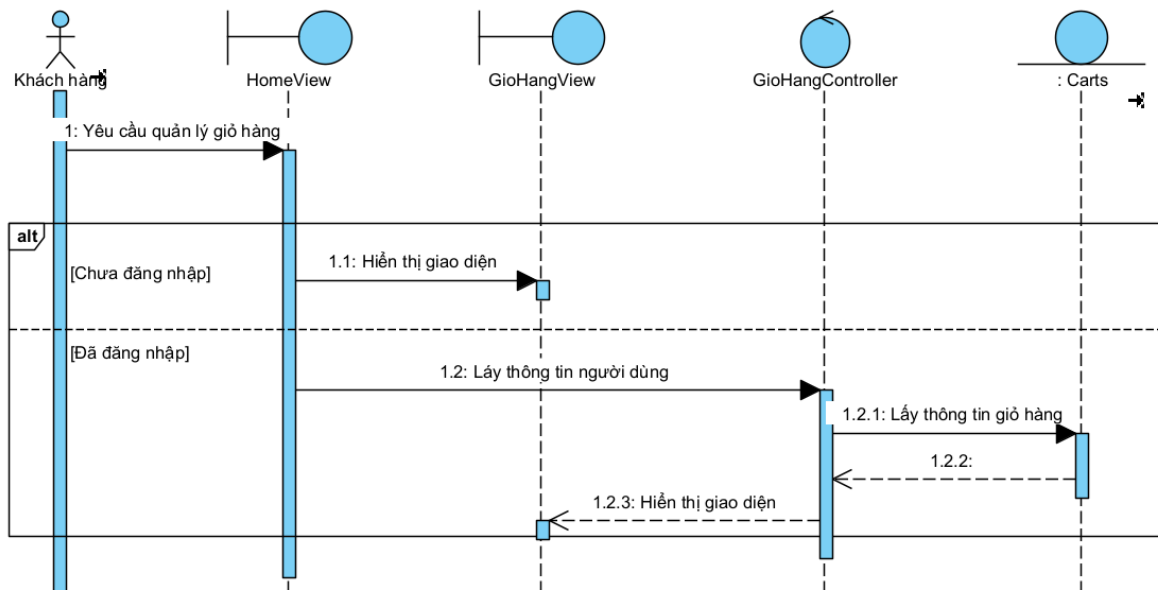 Khách hàng
HomeView
GioHangView
GioHangController
: Carts
1: Yêu cầu quản lý giỏ hàng
alt
[Chưa đăng nhập]
1.1: Hiển thị giao diện
[Đã đăng nhập]
1.2: Láy thông tin người dùng
1.2.1: Lấy thông tin giỏ hàng
1.2.2:
1.2.3: Hiển thị giao diện